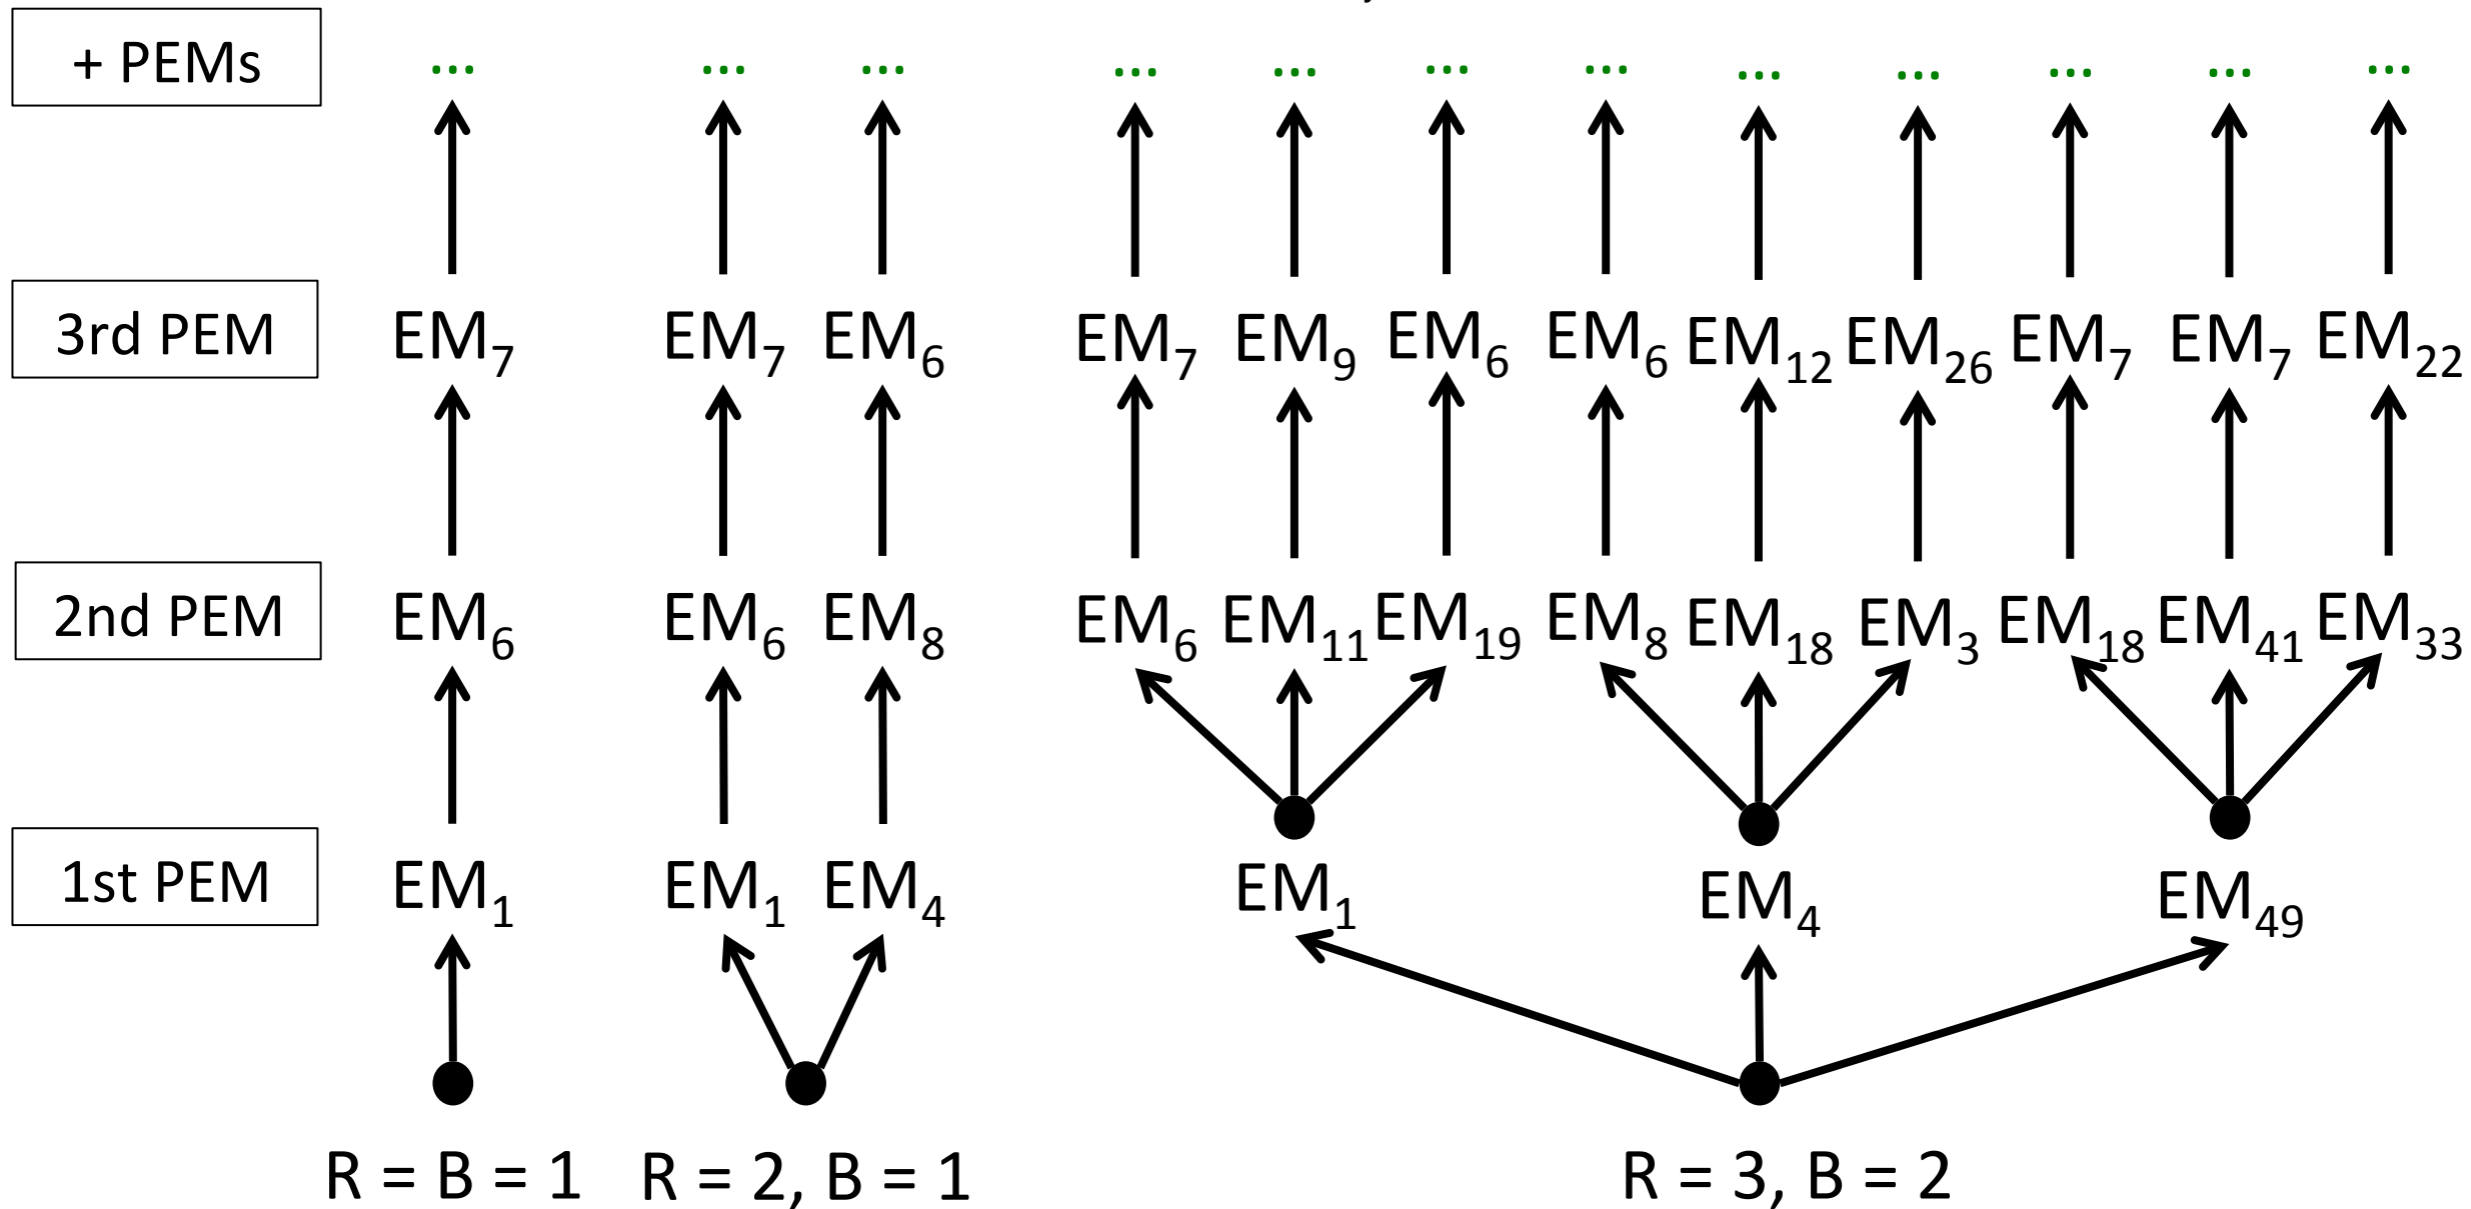 + PEMs ... ... ... ... ... ... ... ... ... ... ... ...
3rd PEM EM7 EM7 EM6 EM7 EM9 EM6 EM6 EM12 EM26 EM7 EM7 EM22
2nd PEM EM6 EM6 EM8 EM6 EM11 EM19 EM8 EM18 EM3 EM18 EM41 EM33
1st PEM EM1 EM1 EM4 EM1 EM4 EM49
R = B = 1 R = 2, B = 1 R = 3, B = 2